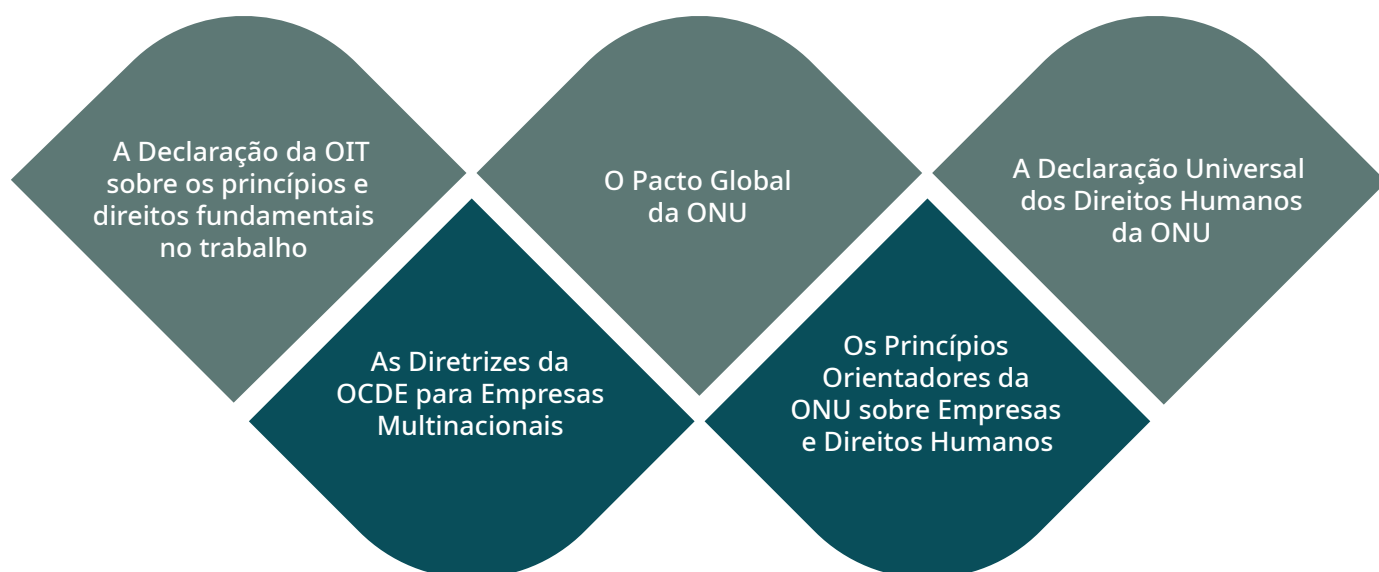 A Declaração da OIT
sobre os princípios e
direitos fundamentais
no trabalho
O Pacto Global
da ONU
A Declaração Universal
dos Direitos Humanos
da ONU
As Diretrizes da
OCDE para Empresas
Multinacionais
Os Princípios
Orientadores da
ONU sobre Empresas
e Direitos Humanos